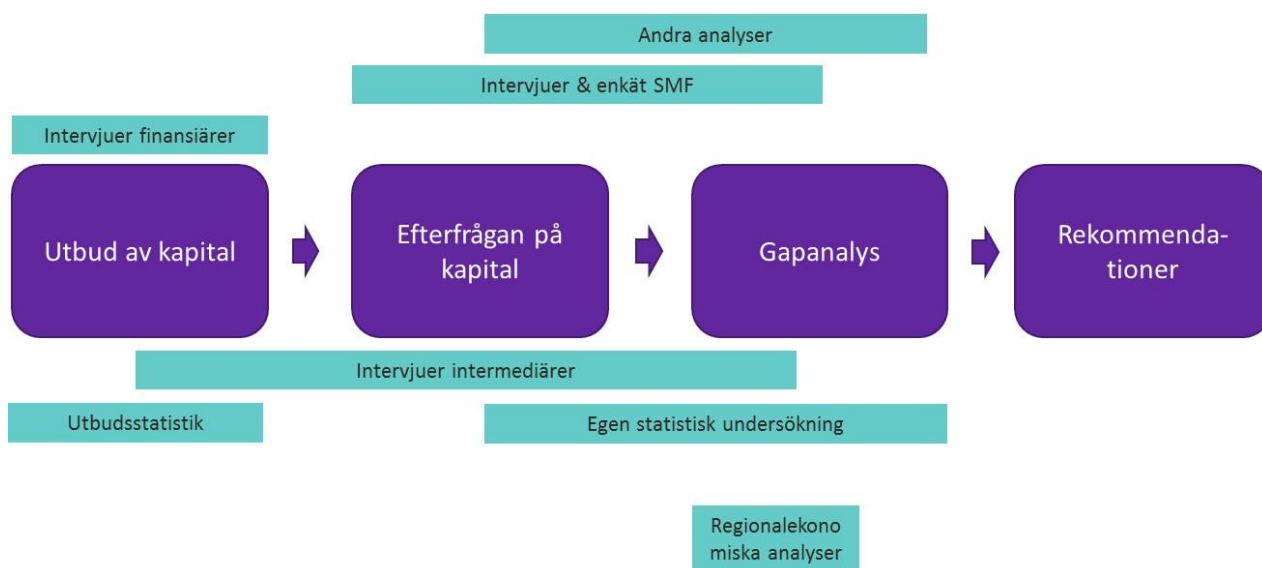 Andra analyser
Intervjuer & enkät SMF
Intervjuer finansiärer
Utbud av kapital
Efterfrågan på
kapital
Gapanalys
Rekommenda-
tioner
Intervjuer intermediärer
Utbudsstatistik
Egen statistisk undersökning
Regionalekono
miska analyser